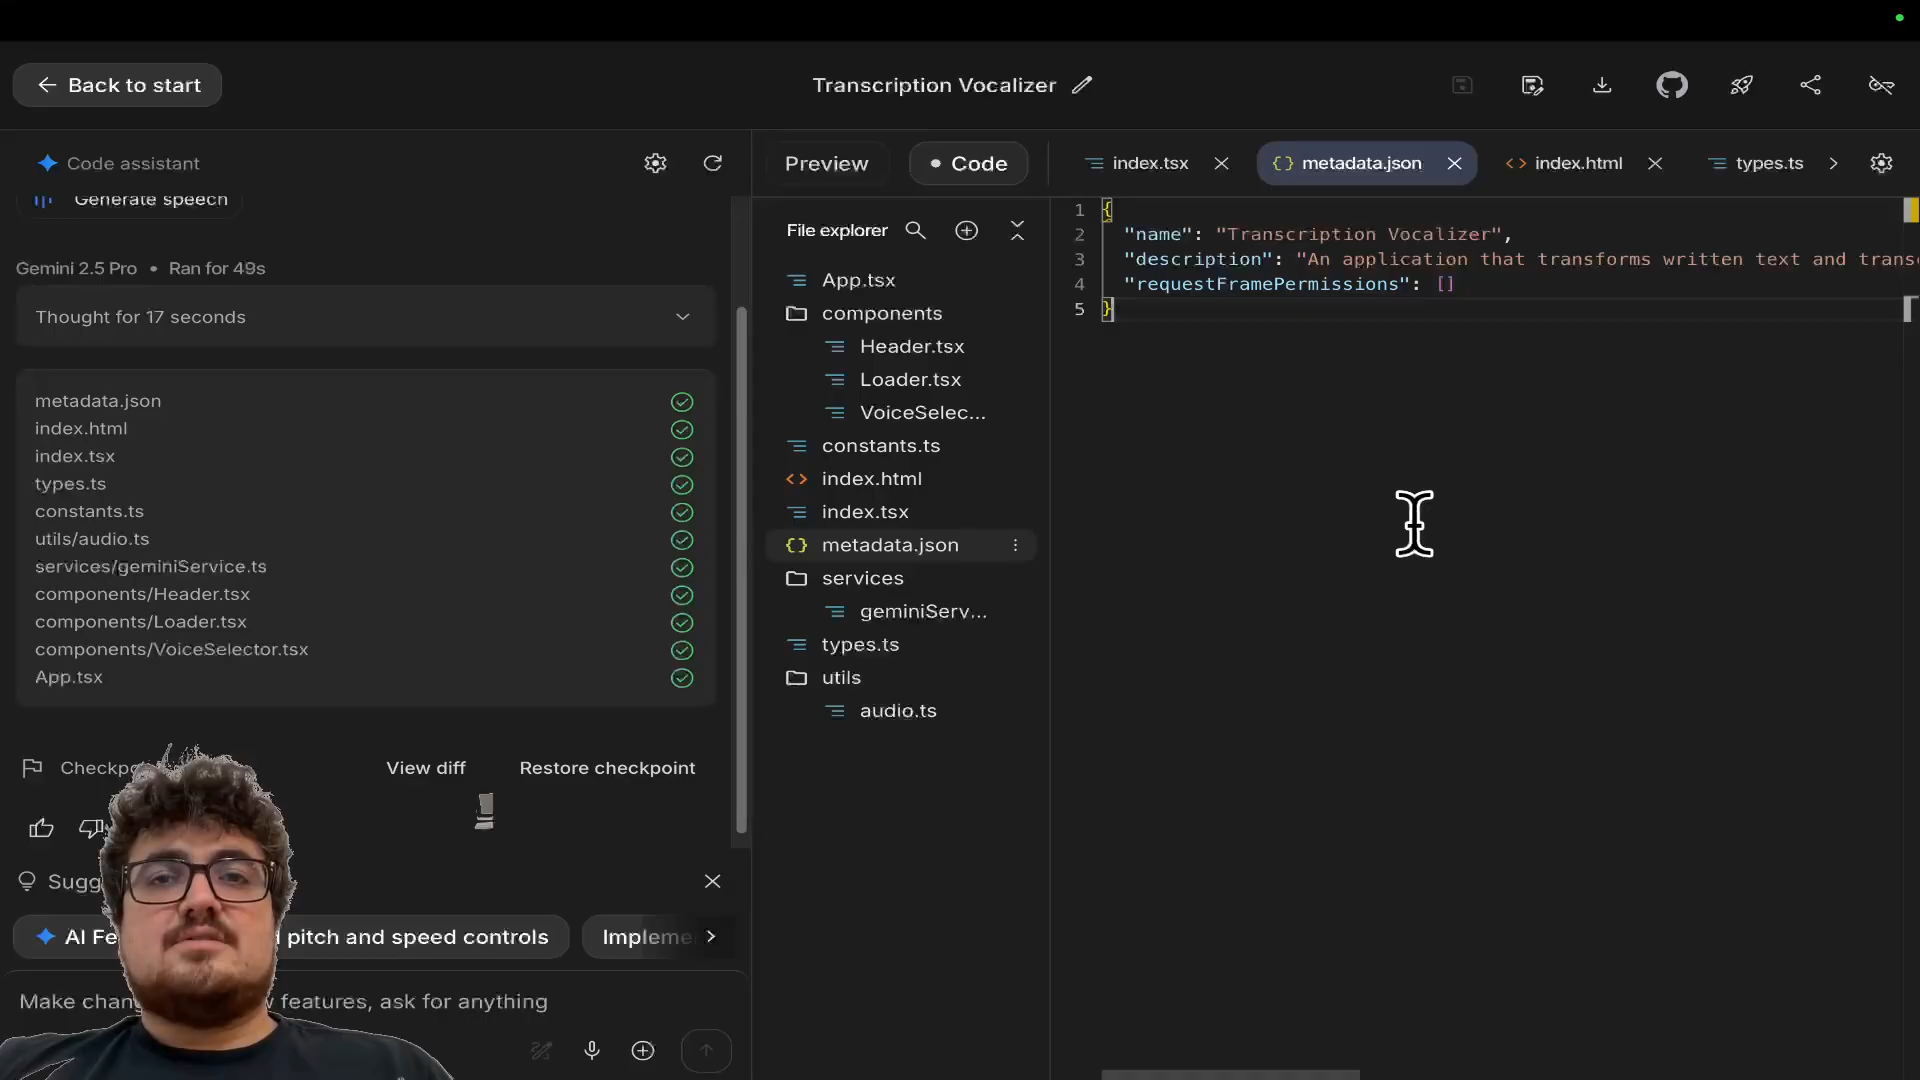 Back to start
Transcription Vocalizer
Code assistant
Generate speech
Gemini 2.5 Pro • Ran for 49s
Thought for 17 seconds
metadata.json
index.html
index.tsx
types.ts
constants.ts
utils/audio.ts
services/geminiService.ts
components/Header.tsx
components/Loader.tsx
components/VoiceSelector.tsx
App.tsx
View diff
Restore checkpoint
AI
pitch and speed controls
Make
features, ask for anything
Preview
Code
index.tsx
metadata.json
index.html
types.ts
File explorer
App.tsx
components
Header.tsx
Loader.tsx
VoiceSelec...
constants.ts
index.html
index.tsx
metadata.json
services
geminiServ...
types.ts
utils
audio.ts
1 {
2 "name": "Transcription Vocalizer",
3 "description": "An application that transforms written text and
4 "requestFramePermissions": []
5 }